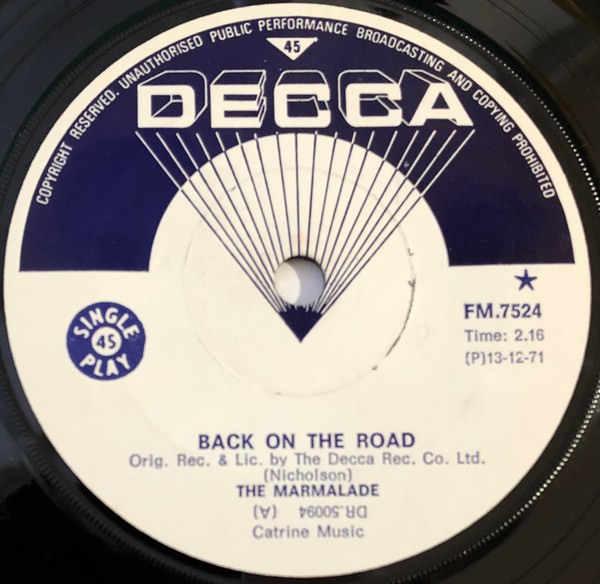 COPYRIGHT RESERVED. UNAUTHORISED PUBLIC PERFORMANCE BROADCASTING AND COPYING PROHIBITED
45
DECCA
SINGLE
45
PLAY
FM.7524
Time: 2.16
(P)13-12-71
BACK ON THE ROAD
Orig. Rec. & Lic. by The Decca Rec. Co. Ltd.
(Nicholson)
THE MARMALADE
DR.50094 (A)
Catrine Music